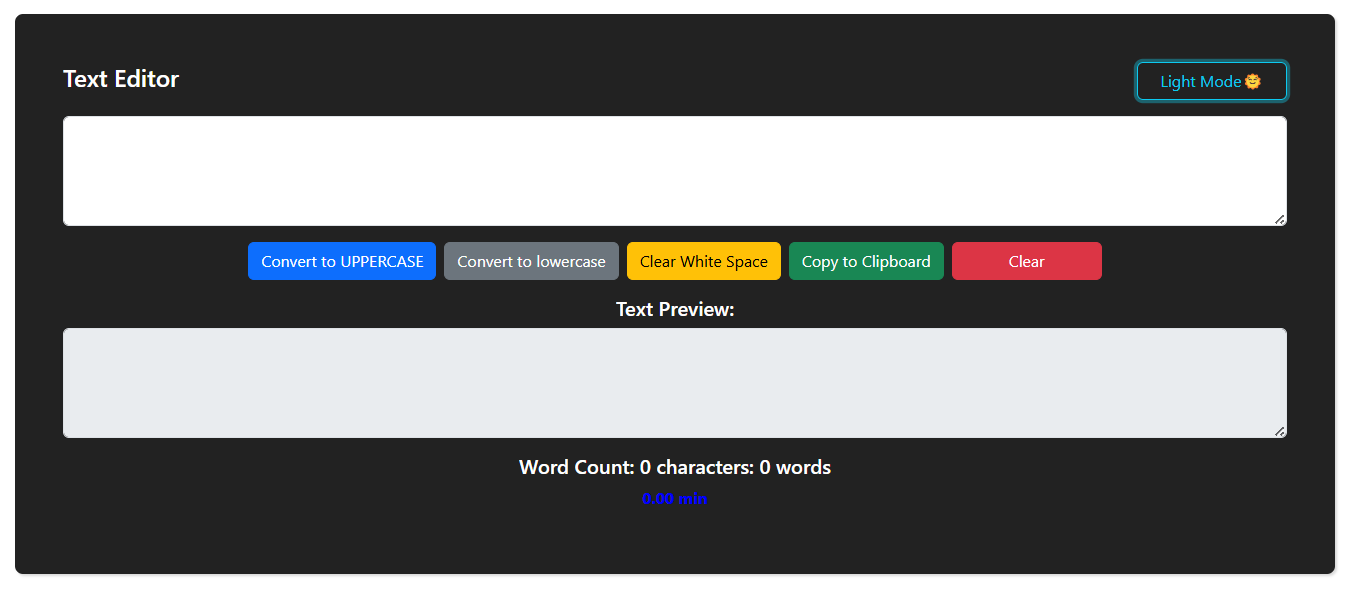 Text Editor
Light Mode🌞
Convert to UPPERCASE
Convert to lowercase
Clear White Space
Copy to Clipboard
Clear
Text Preview:
Word Count: 0 characters: 0 words
0.00 min